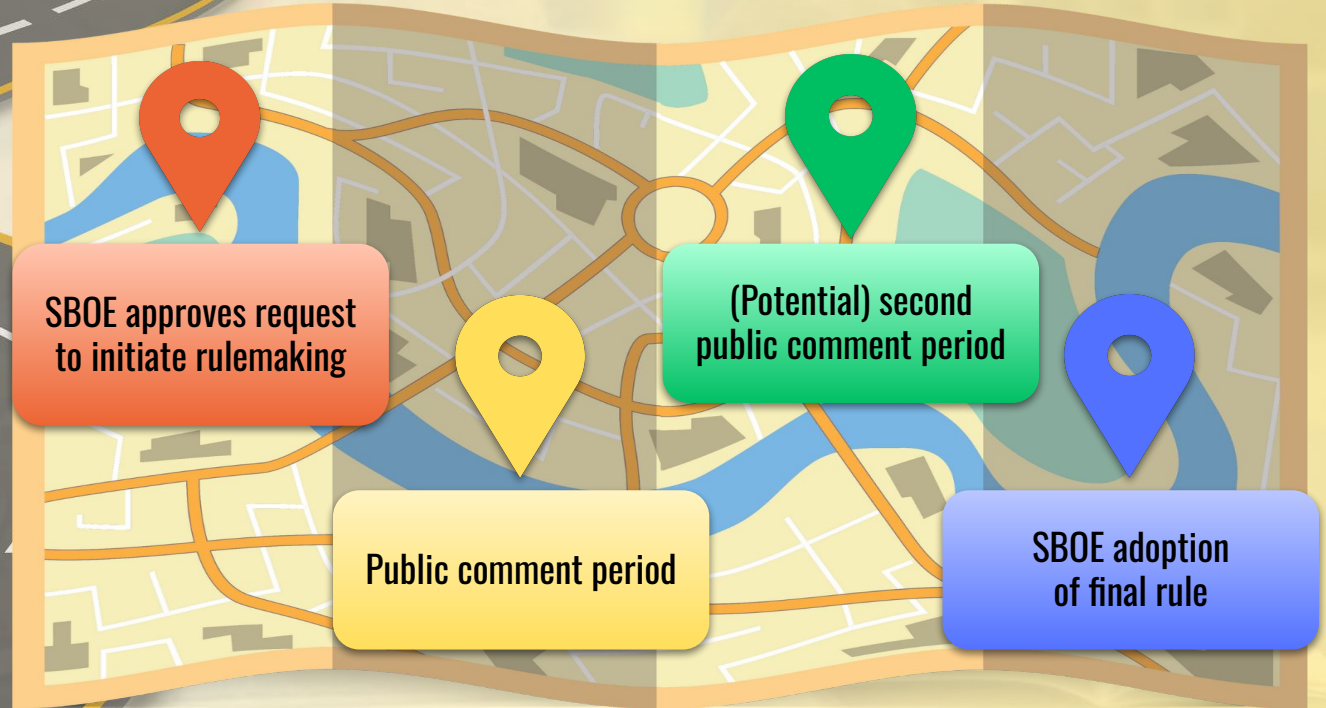 SBOE approves request
to initiate rulemaking
Public comment period
(Potential) second
public comment period
SBOE adoption
of final rule